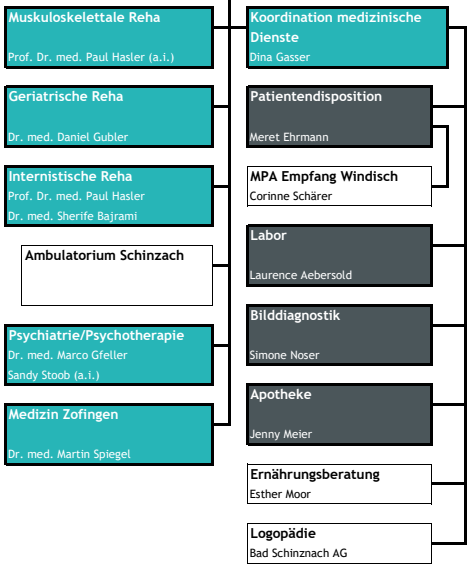 Muskuloskelettale Reha
Prof. Dr. med. Paul Hasler (a.i.)
Geriatrische Reha
Dr. med. Daniel Gubler
Internistische Reha
Prof. Dr. med. Paul Hasler
Dr. med. Sherife Bajrami
Ambulatorium Schinzach
Psychiatrie/Psychotherapie
Dr. med. Marco Gfeller
Sandy Stoob (a.i.)
Medizin Zofingen
Dr. med. Martin Spiegel
Koordination medizinische
Dienste
Dina Gasser
Patientendisposition
Meret Ehrmann
MPA Empfang Windisch
Corinne Schärer
Labor
Laurence Aebersold
Bilddiagnostik
Simone Noser
Apotheke
Jenny Meier
Ernährungsberatung
Esther Moor
Logopädie
Bad Schinznach AG